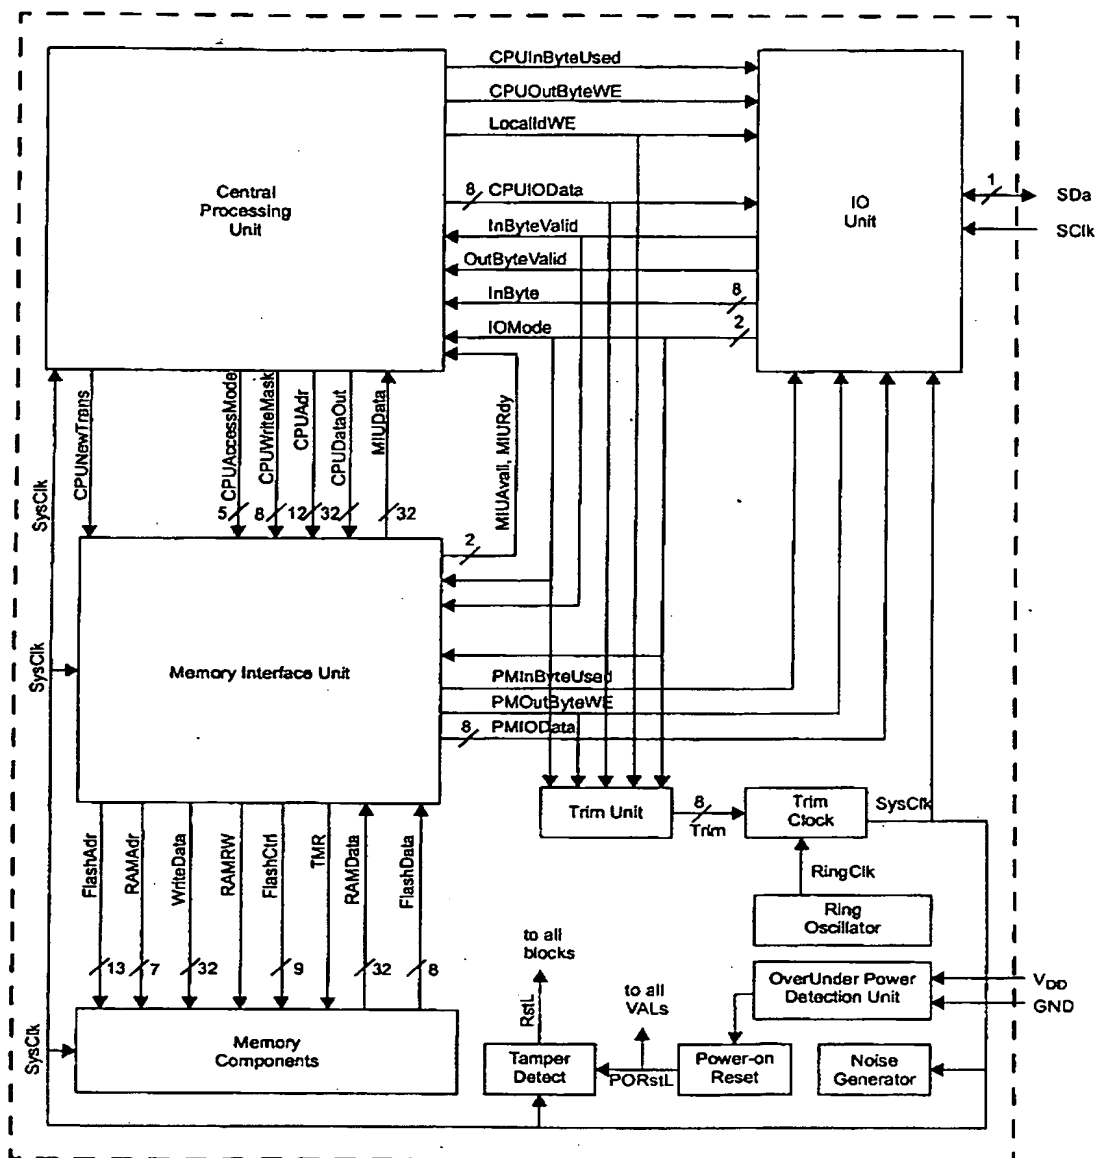 CPUInByteUsed
CPUOutByteWE
LocalIdWE
Central
Processing
Unit
8
CPUIOData
IO
Unit
1
SDa
SClk
InByteValid
OutByteValid
InByte
8
IOMode
2
SysClk
CPUNewTrans
CPUAccessMode
CPUWriteMask
CPUAdr
CPUDataOut
MIUData
MIUAvail, MIURdy
5
8
12
32
32
2
SysClk
Memory Interface Unit
PMInByteUsed
PMOutByteWE
8
PMIOData
Trim Unit
8
Trim
Trim
Clock
SysClk
FlashAdr
RAMAdr
WriteData
RAMRW
FlashCtrl
TMR
RAMData
FlashData
RingClk
Ring
Oscillator
13
7
32
9
32
8
to all
blocks
to all
VALs
OverUnder Power
Detection Unit
VDD
GND
SysClk
Memory
Components
RstL
Tamper
Detect
PORstL
Power-on
Reset
Noise
Generator